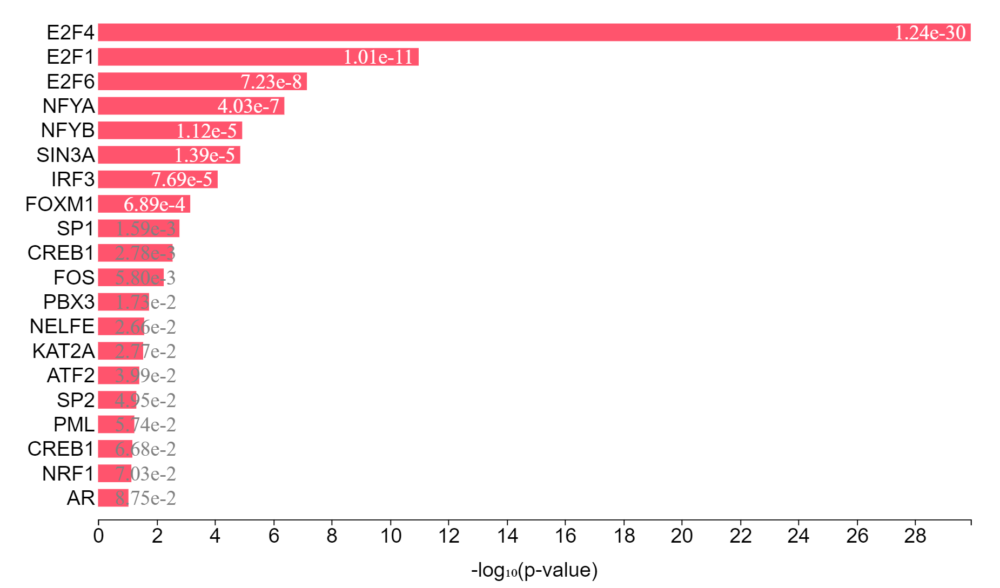 E2F4 1.24e-30
E2F1 1.01e-11
E2F6 7.23e-8
NFYA 4.03e-7
NFYB 1.12e-5
SIN3A 1.39e-5
IRF3 7.69e-5
FOXM1 6.89e-4
SP1 1.59e-3
CREB1 2.78e-3
FOS 5.80e-3
PBX3 1.73e-2
NELFE 2.66e-2
KAT2A 2.77e-2
ATF2 3.99e-2
SP2 4.95e-2
PML 5.74e-2
CREB1 6.68e-2
NRF1 7.03e-2
AR 8.75e-2
0 2 4 6 8 10 12 14 16 18 20 22 24 26 28
-log₁₀(p-value)